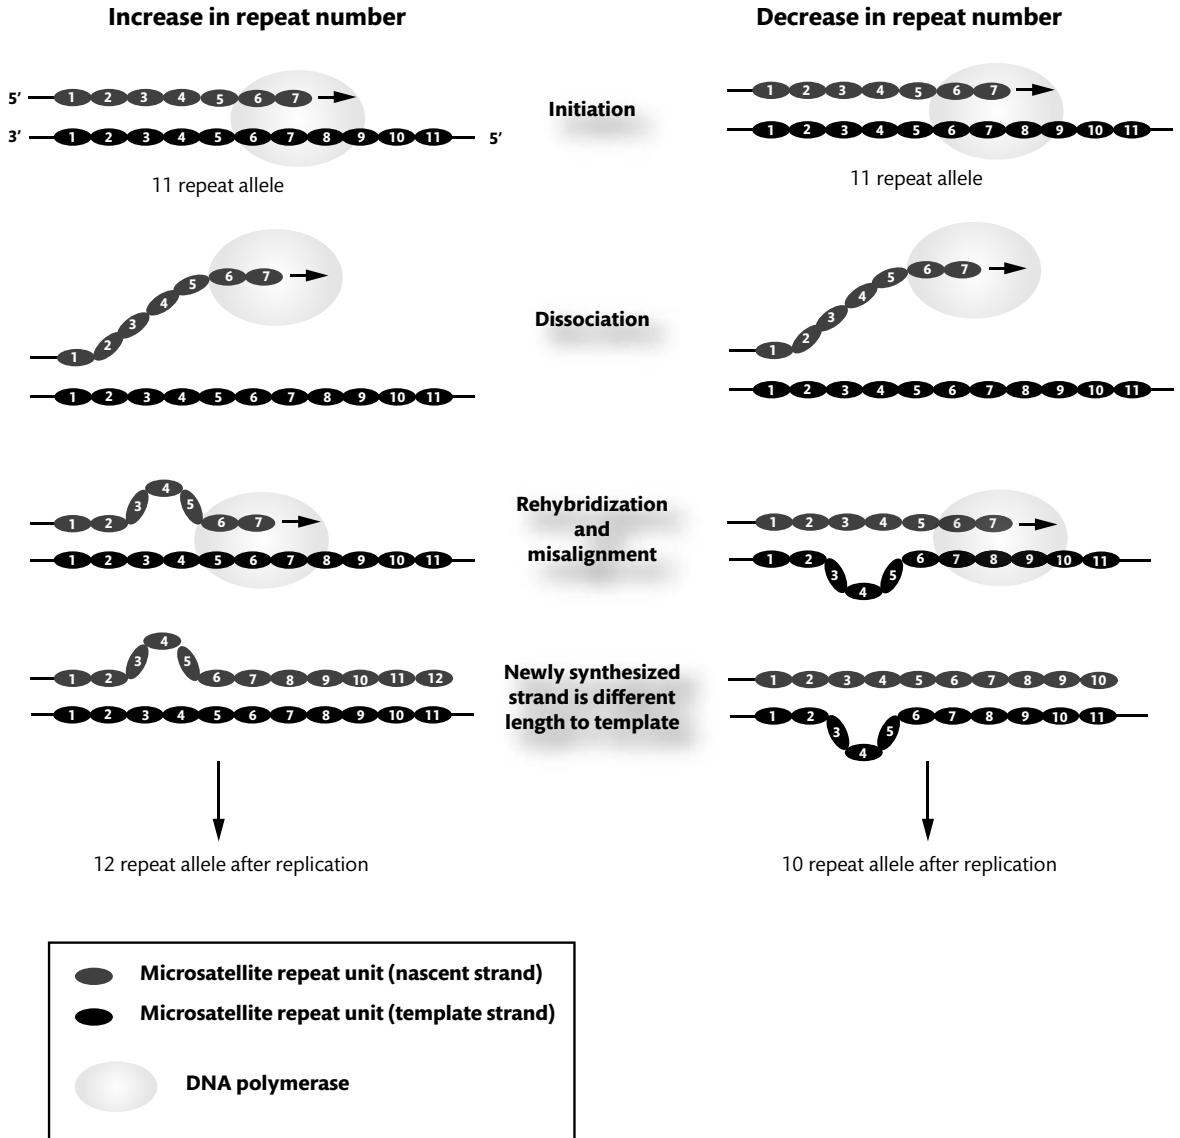 Increase in repeat number
Decrease in repeat number
5’ 1 2 3 4 5 6 7
3’ 1 2 3 4 5 6 7 8 9 10 11 5’
11 repeat allele
Initiation
1 2 3 4 5 6 7
1 2 3 4 5 6 7 8 9 10 11
11 repeat allele
1 2 3 4 5 6 7
1 2 3 4 5 6 7 8 9 10 11
Dissociation
1 2 3 4 5 6 7
1 2 3 4 5 6 7 8 9 10 11
1 2 3 4 5 6 7
1 2 3 4 5 6 7 8 9 10 11
Rehybridization
and
misalignment
1 2 3 4 5 6 7
1 2 3 4 5 6 7 8 9 10 11
1 2 3 4 5 6 7 8 9 10 11 12
1 2 3 4 5 6 7 8 9 10 11
Newly synthesized
strand is different
length to template
1 2 3 4 5 6 7 8 9 10
1 2 3 4 5 6 7 8 9 10 11
12 repeat allele after replication
10 repeat allele after replication
Microsatellite repeat unit (nascent strand)
Microsatellite repeat unit (template strand)
DNA polymerase